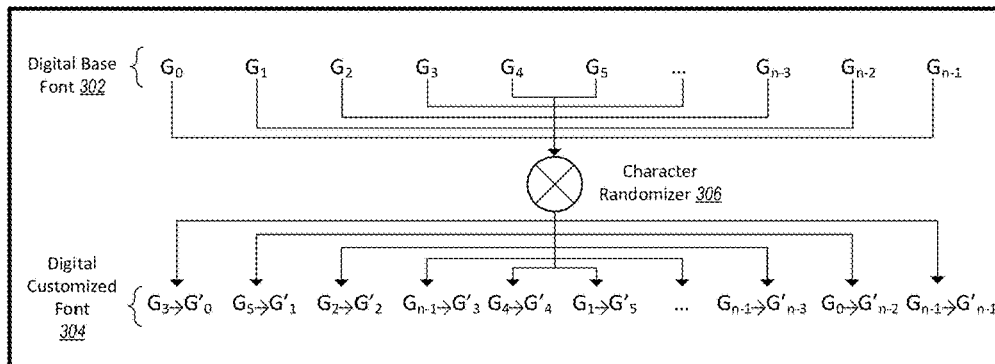 Digital Base Font 302
G₀ G₁ G₂ G₃ G₄ G₅ ... Gₙ₋₃ Gₙ₋₂ Gₙ₋₁
Character
Randomizer 306
Digital
Customized
Font
304
G₃→G'₀ G₅→G'₁ G₂→G'₂ Gₙ₋₁→G'₃ G₄→G'₄ G₁→G'₅ ... Gₙ₋₁→G'ₙ₋₃ G₀→G'ₙ₋₂ Gₙ₋₁→G'ₙ₋₁